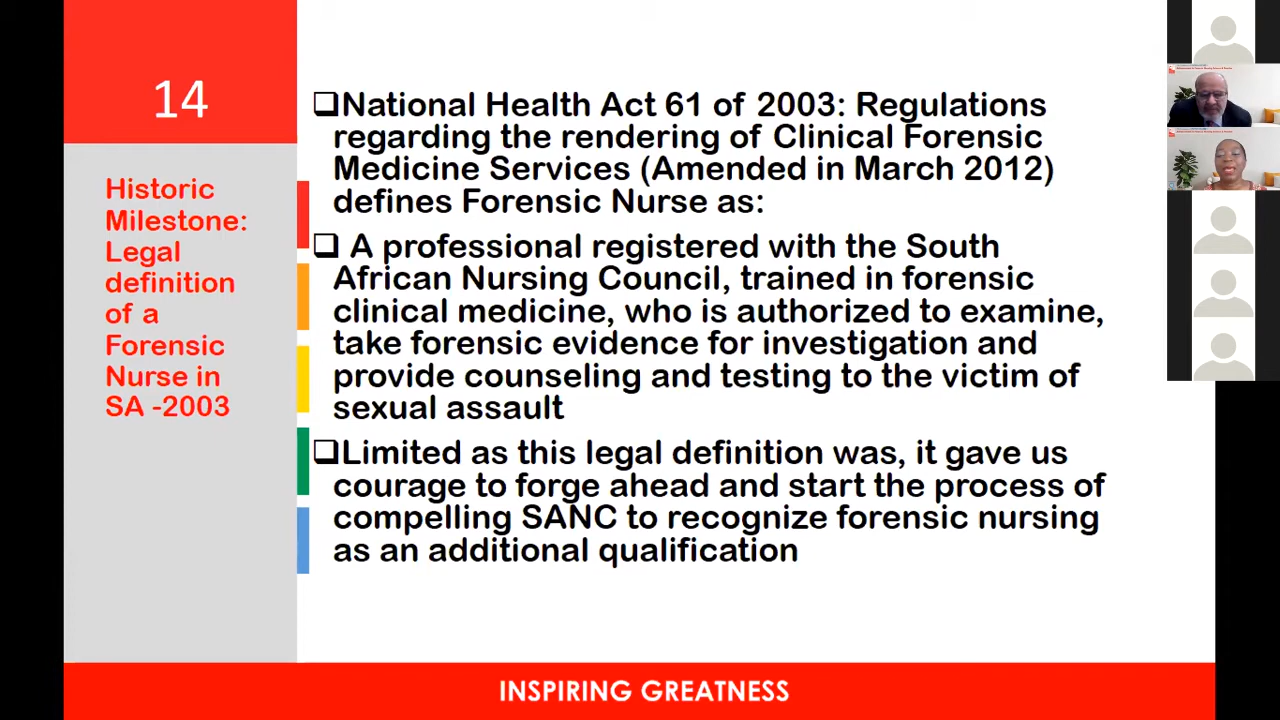 14
Historic
Milestone:
Legal
definition
of a
Forensic
Nurse in
SA -2003
❑National Health Act 61 of 2003: Regulations
regarding the rendering of Clinical Forensic
Medicine Services (Amended in March 2012)
defines Forensic Nurse as:
❑ A professional registered with the South
African Nursing Council, trained in forensic
clinical medicine, who is authorized to examine,
take forensic evidence for investigation and
provide counseling and testing to the victim of
sexual assault
❑Limited as this legal definition was, it gave us
courage to forge ahead and start the process of
compelling SANC to recognize forensic nursing
as an additional qualification
INSPIRING GREATNESS